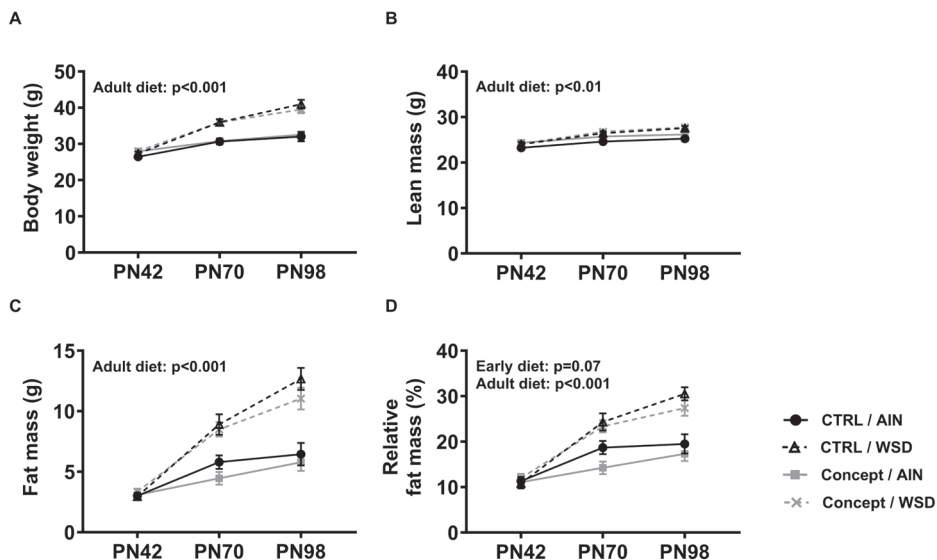 A
Body weight (g)
50
40
30
20
10
0
Adult diet: p<0.001
PN42 PN70 PN98
B
Lean mass (g)
40
30
20
10
0
Adult diet: p<0.01
PN42 PN70 PN98
C
Fat mass (g)
15
10
5
0
Adult diet: p<0.001
PN42 PN70 PN98
D
Relative
fat mass (%)
40
30
20
10
0
Early diet: p=0.07
Adult diet: p<0.001
PN42 PN70 PN98
CTRL / AIN
CTRL / WSD
Concept / AIN
Concept / WSD